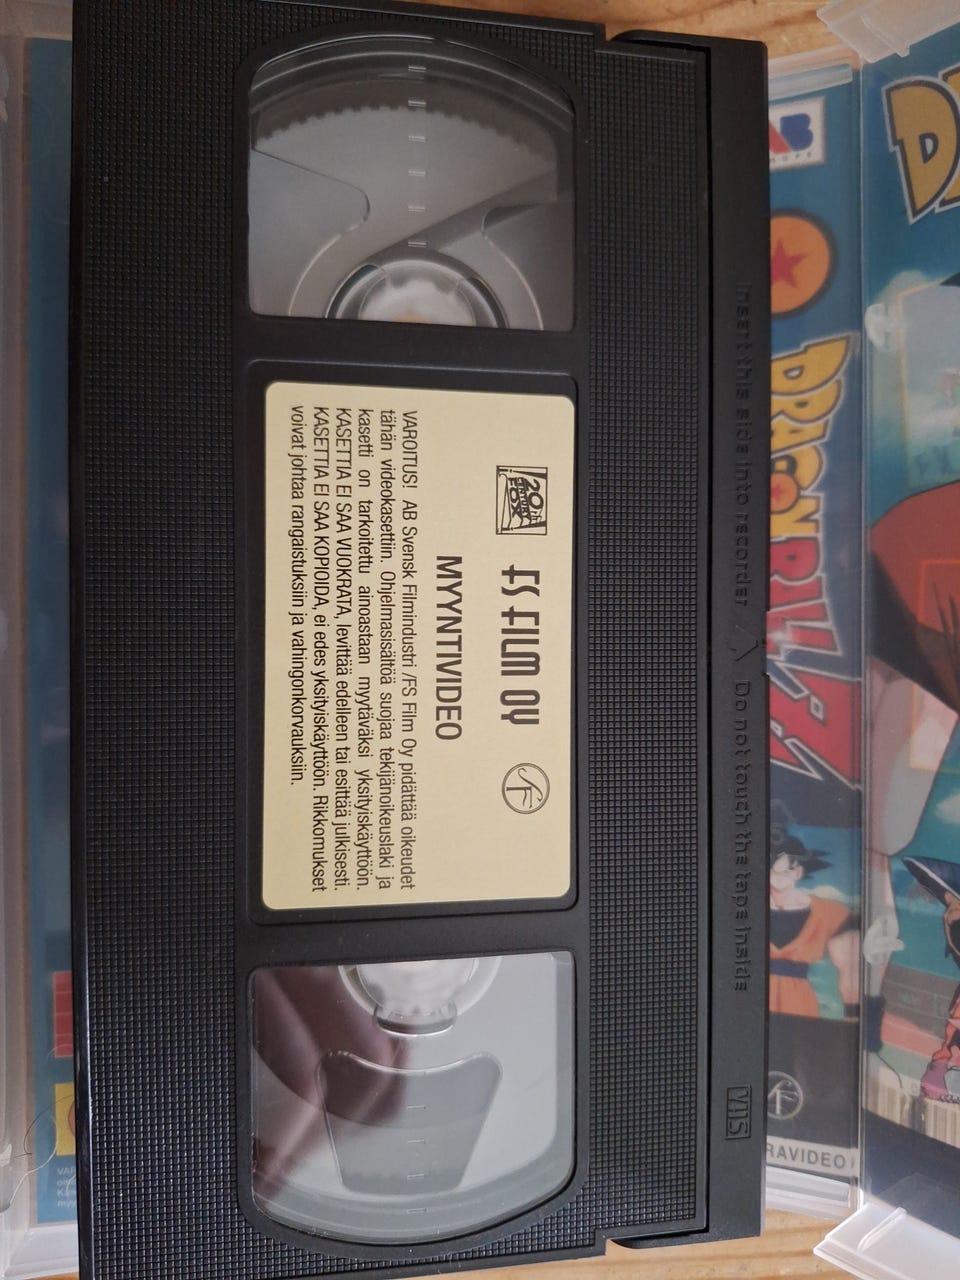 20th
CENTURY
FOX
FS FILM OY
SF
MYYNTIVIDEO
VAROITUS! AB Svensk Filmindustri /FS Film Oy pidättää oikeudet
tähän videokasettiin. Ohjelmasisältöä suojaa tekijänoikeuslaki ja
kasetti on tarkoitettu ainoastaan myytäväksi yksityiskäyttöön.
KASETTIA EI SAA VUOKRATA, levittää edelleen tai esittää julkisesti.
KASETTIA EI SAA KOPIOIDA, ei edes yksityiskäyttöön. Rikkomukset
voivat johtaa rangaistuksiin ja vahingonkorvauksiin.
Insert this side into recorder
Do not touch the tape inside
VHS
AB
DRAGON BALL Z
SF
RAVIDEO
D